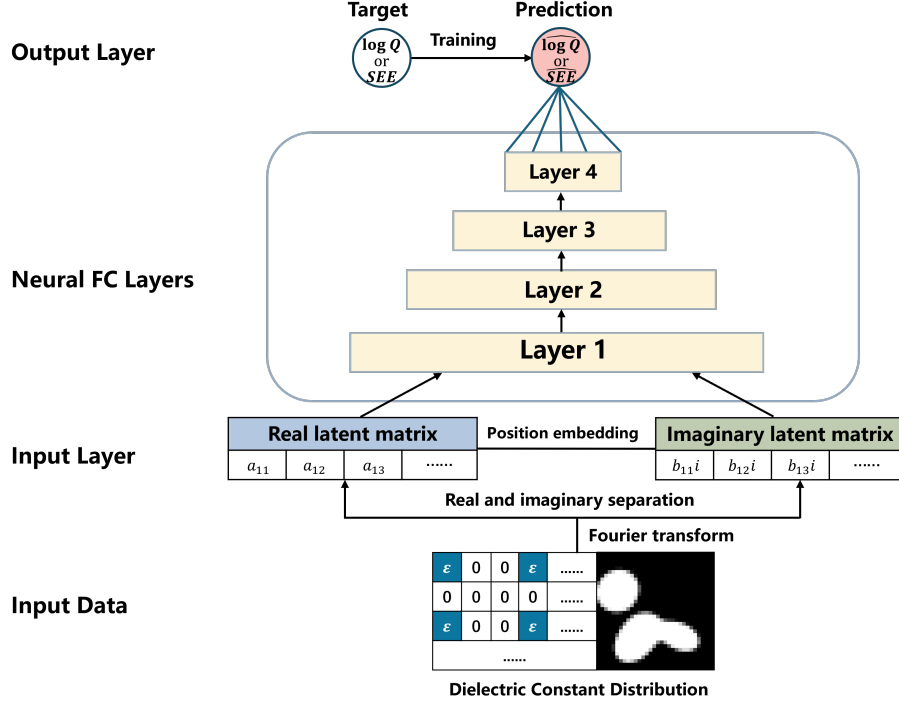 Target
Prediction
Output Layer
log Q
or
SEE
Training
$\widehat{\log Q}$
or
$\widehat{SEE}$
Layer 4
Layer 3
Neural FC Layers
Layer 2
Layer 1
Input Layer
Real latent matrix
Position embedding
Imaginary latent matrix
a₁₁ a₁₂ a₁₃ ......
b₁₁i b₁₂i b₁₃i ......
Real and imaginary separation
Fourier transform
Input Data
ε 0 0 ε ......
0 0 0 0 ......
ε 0 0 ε ......
......
Dielectric Constant Distribution